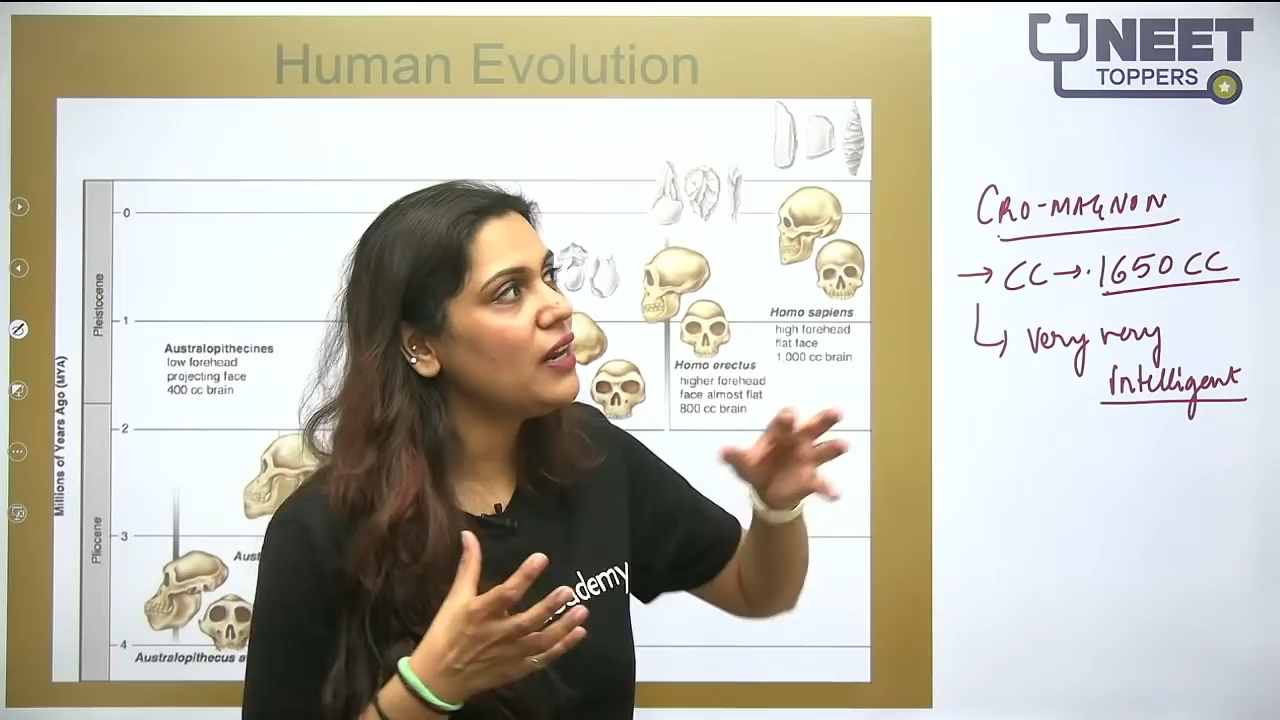 Human Evolution
NEET
TOPPERS
0
1
2
3
4
Pleistocene
Pliocene
Millions of Years Ago (MYA)
Australopithecines
low forehead
projecting face
400 cc brain
Homo erectus
higher forehead
face almost flat
800 cc brain
Homo sapiens
high forehead
flat face
1,000 cc brain
Australopithecus
CRO-MAGNON
→ CC → 1650 CC
↳ very very
intelligent
ademy